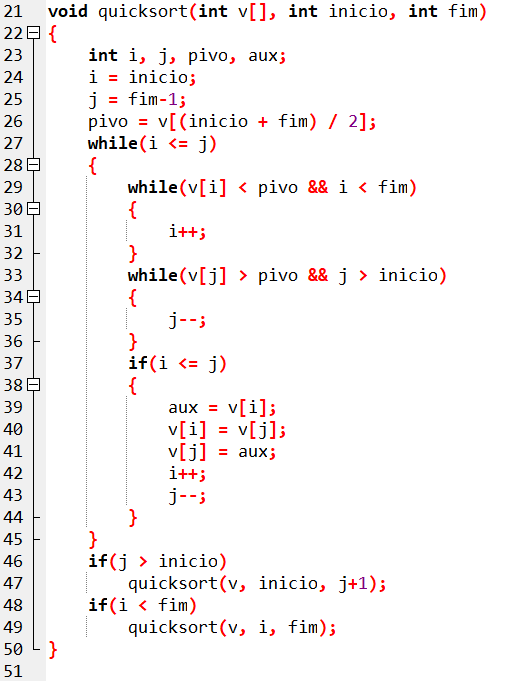 21 void quicksort(int v[], int inicio, int fim)
22 {
23     int i, j, pivo, aux;
24     i = inicio;
25     j = fim-1;
26     pivo = v[(inicio + fim) / 2];
27     while(i <= j)
28     {
29         while(v[i] < pivo && i < fim)
30         {
31             i++;
32         }
33         while(v[j] > pivo && j > inicio)
34         {
35             j--;
36         }
37         if(i <= j)
38         {
39             aux = v[i];
40             v[i] = v[j];
41             v[j] = aux;
42             i++;
43             j--;
44         }
45     }
46     if(j > inicio)
47         quicksort(v, inicio, j+1);
48     if(i < fim)
49         quicksort(v, i, fim);
50 }
51